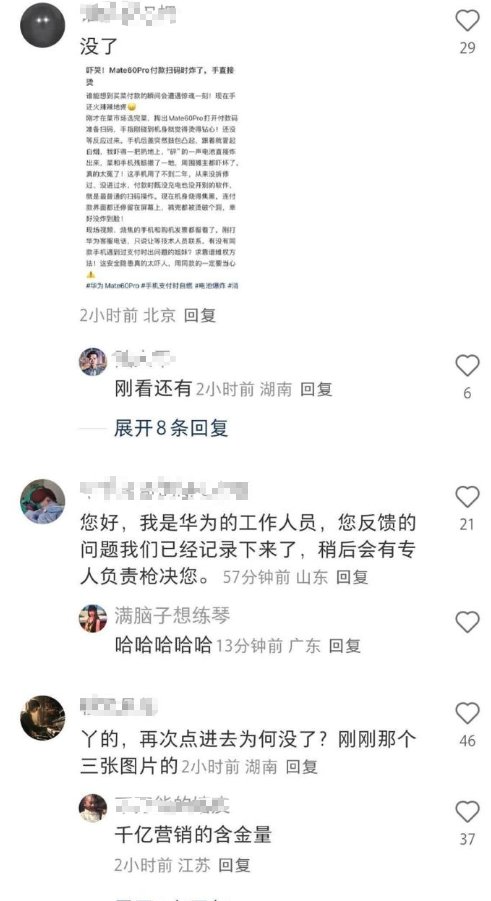 没了
29
吓哭！Mate60Pro付款扫码时炸了，手直接
烫
谁能想到买菜付款的瞬间会遭遇惊魂一刻！现在手
还火辣辣地疼
刚才在菜市场选完菜，掏出Mate60Pro打开付款码
准备扫码，手指刚碰到机身就觉得烫得钻心！还没
等反应过来，手机后盖突然鼓包凸起，跟着就冒起
白烟，我吓得一把扔地上，“砰”的一声电池直接炸
出来，菜和手机残骸撒了一地，周围摊主都吓坏了。
真的太冤了！这手机用了不到二年，从来没拆修
过、没进过水，付款时既没充电也没开别的软件，
就是最普通的扫码操作。现在机身烧得焦黑，连付
款界面都还停留在屏幕上，裤兜都被烫破个洞，幸
好没炸到脸！
现场视频、烧焦的手机和购机发票都留着了，刚打
华为客服电话，只说让等技术人员联系。有没有同
款手机遇到过支付时出问题的姐妹？求靠谱维权方
法！这安全隐患真的太吓人，用同款的一定要当心
#华为Mate60Pro #手机支付时自燃 #电池爆炸 #消
2小时前 北京 回复
刚看还有 2小时前 湖南 回复
6
展开8条回复
21
您好，我是华为的工作人员，您反馈的
问题我们已经记录下来了，稍后会有专
人负责枪决您。 57分钟前 山东 回复
满脑子想练琴
哈哈哈哈哈 13分钟前 广东 回复
丫的，再次点进去为何没了？刚刚那个
46
三张图片的 2小时前 湖南 回复
千亿营销的含金量
37
2小时前 江苏 回复